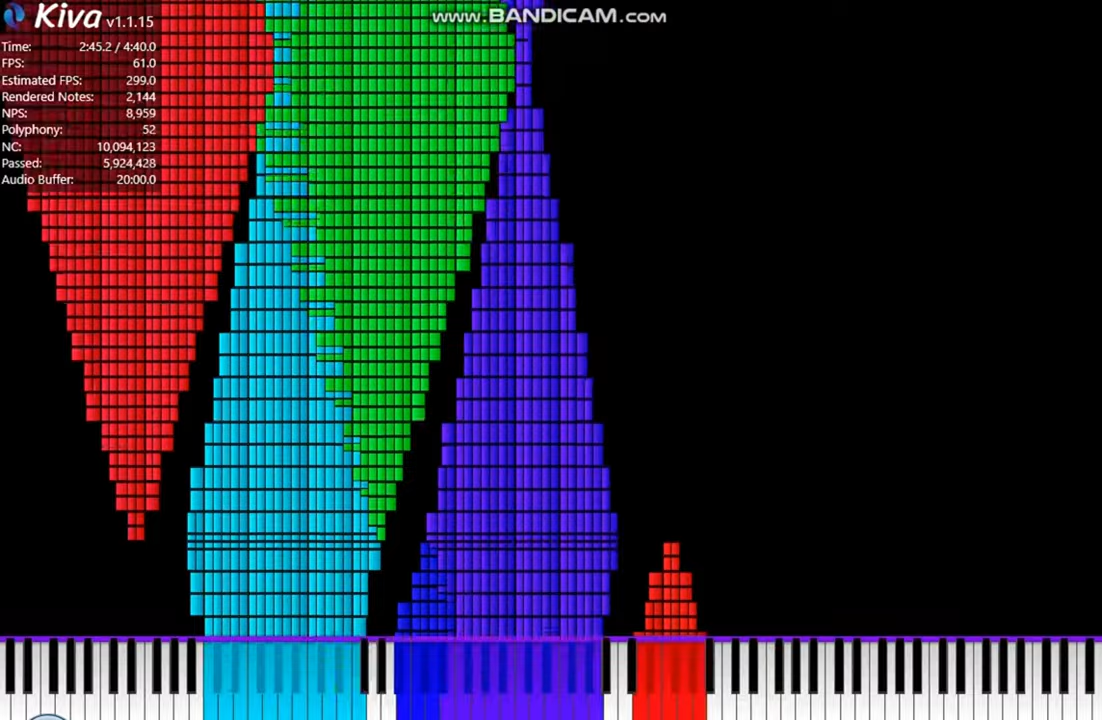 Kiva v1.1.15
www.BANDICAM.com
Time: 2:45.2 / 4:40.0
FPS: 61.0
Estimated FPS: 299.0
Rendered Notes: 2,144
NPS: 8,959
Polyphony: 52
NC: 10,094,123
Passed: 5,924,428
Audio Buffer: 20:00.0